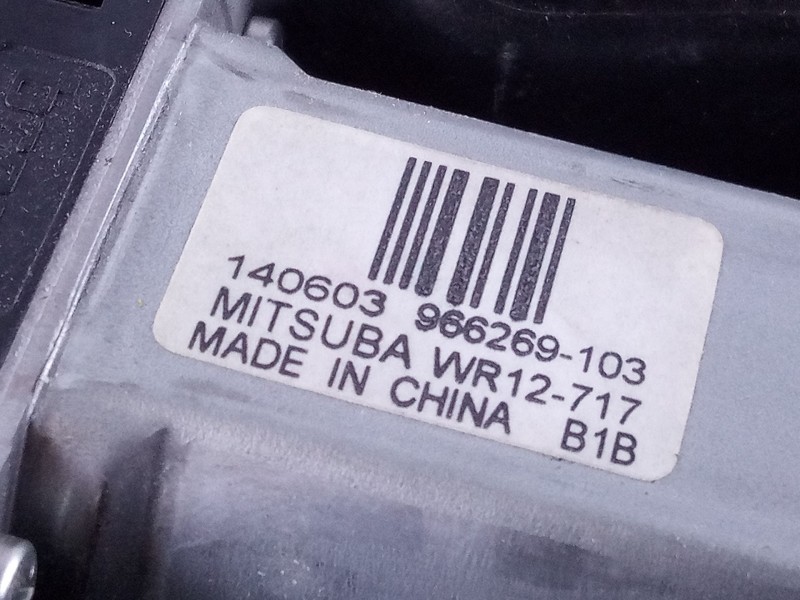 140603 966269-103
MITSUBA WR12-717
MADE IN CHINA B1B